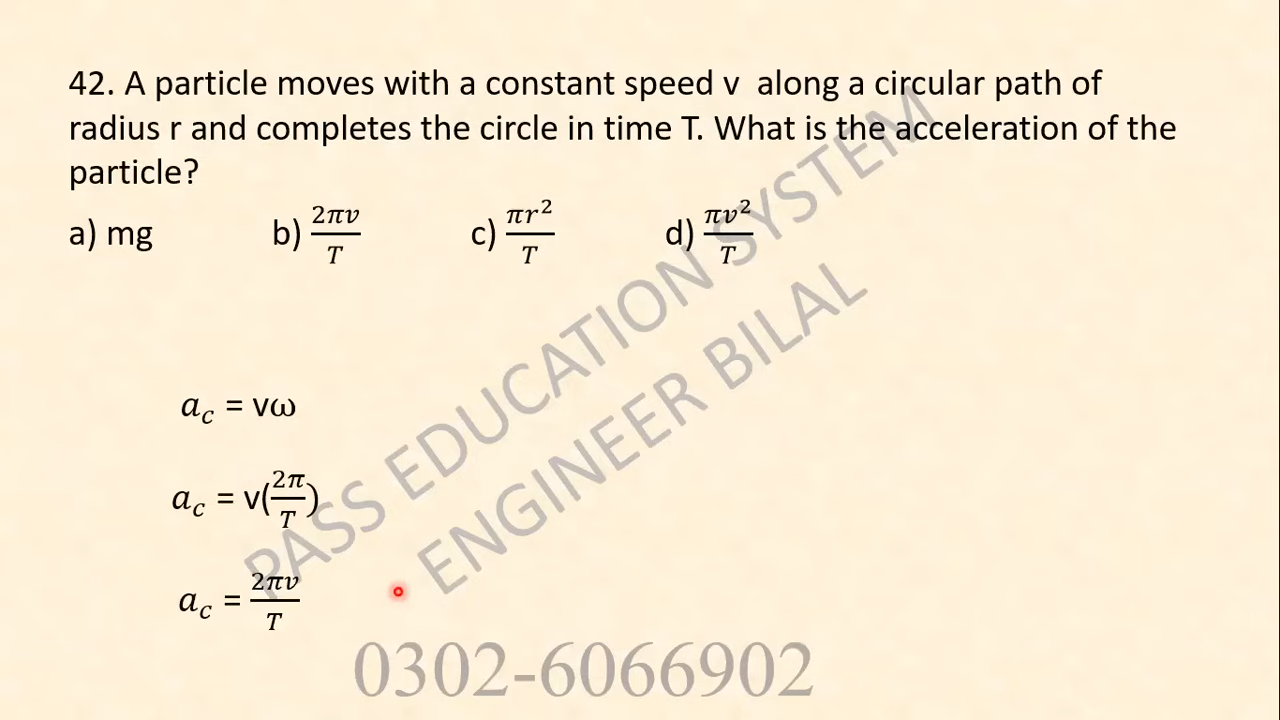 42. A particle moves with a constant speed v along a circular path of
radius r and completes the circle in time T. What is the acceleration of the
particle?
a) mg b) 2πv/T c) πr²/T d) πv²/T
a_c = vω
a_c = v(2π/T)
a_c = 2πv/T
PASS EDUCATION SYSTEM
ENGINEER BILAL
0302-6066902